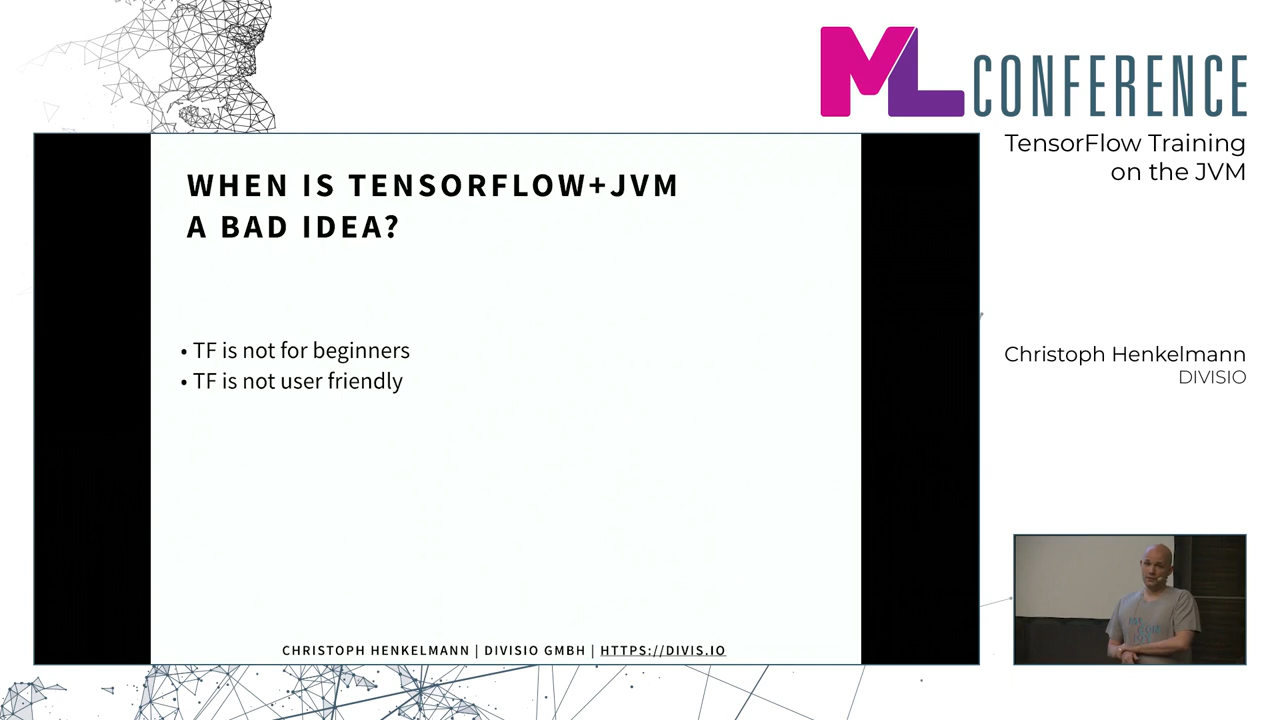 ML CONFERENCE
TensorFlow Training
on the JVM
WHEN IS TENSORFLOW+JVM
A BAD IDEA?
• TF is not for beginners
• TF is not user friendly
Christoph Henkelmann
DIVISIO
CHRISTOPH HENKELMANN | DIVISIO GMBH | HTTPS://DIVIS.IO